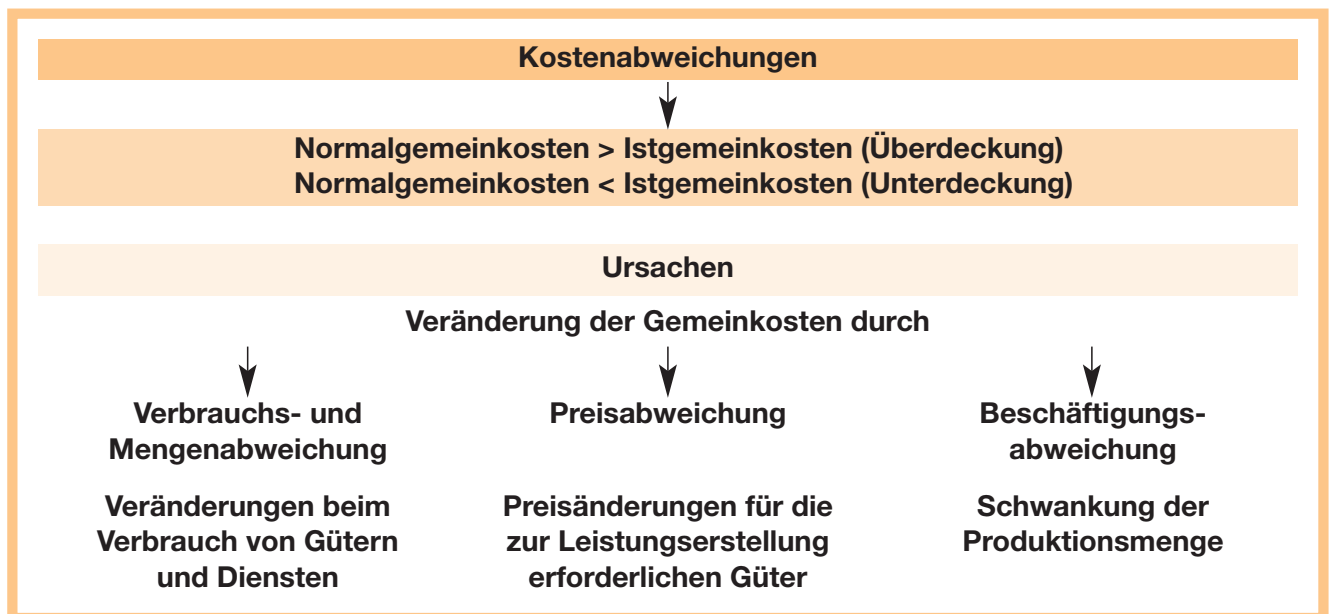 Kostenabweichungen
Normalgemeinkosten > Istgemeinkosten (Überdeckung)
Normalgemeinkosten < Istgemeinkosten (Unterdeckung)
Ursachen
Veränderung der Gemeinkosten durch
Verbrauchs- und
Mengenabweichung
Veränderungen beim
Verbrauch von Gütern
und Diensten
Preisabweichung
Preisänderungen für die
zur Leistungserstellung
erforderlichen Güter
Beschäftigungs-
abweichung
Schwankung der
Produktionsmenge